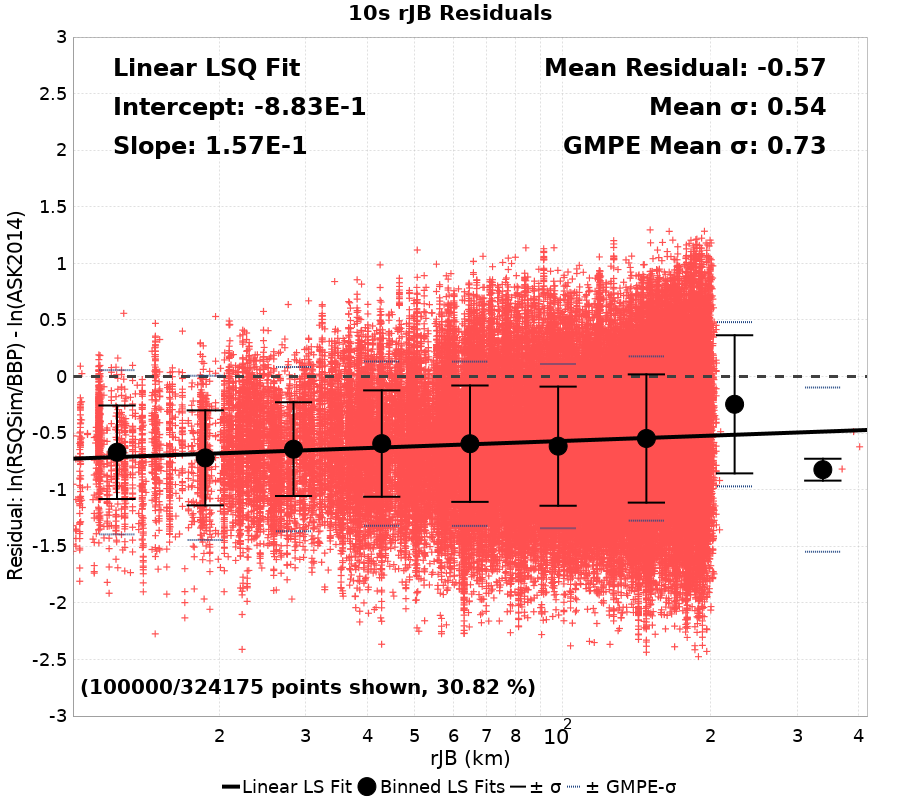 10s rJB Residuals
Linear LSQ Fit
Intercept: -8.83E-1
Slope: 1.57E-1
Mean Residual: -0.57
Mean σ: 0.54
GMPE Mean σ: 0.73
3
2.5
2
1.5
1
0.5
0
-0.5
-1
-1.5
-2
-2.5
-3
Residual: ln(RSQSim/BBP) - ln(ASK2014)
(100000/324175 points shown, 30.82 %)
2 3 4 5 6 7 8 10² 2 3 4
rJB (km)
Linear LS Fit Binned LS Fits ± σ ± GMPE-σ